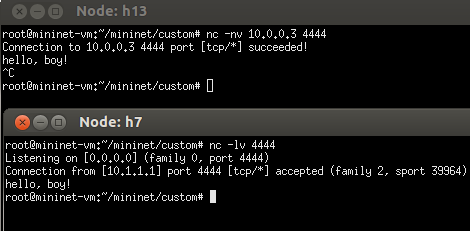 Node: h13
root@mininet-vm:~/mininet/custom# nc -nv 10.0.0.3 4444
Connection to 10.0.0.3 4444 port [tcp/*] succeeded!
hello, boy!
^C
root@mininet-vm:~/mininet/custom#
Node: h7
root@mininet-vm:~/mininet/custom# nc -lv 4444
Listening on [0.0.0.0] (family 0, port 4444)
Connection from [10.1.1.1] port 4444 [tcp/*] accepted (family 2, sport 39964)
hello, boy!
root@mininet-vm:~/mininet/custom#